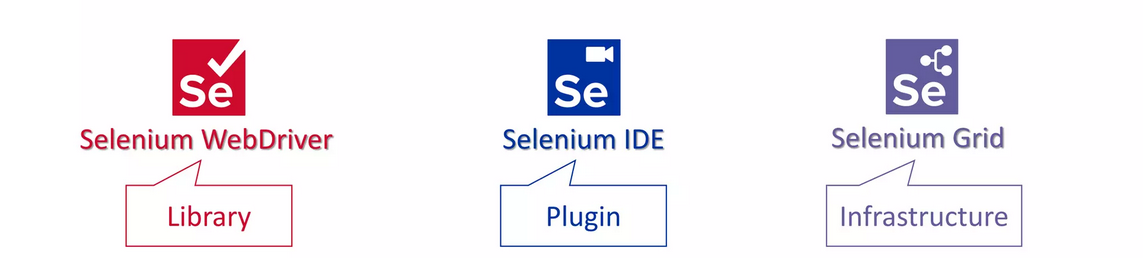 Se
Selenium WebDriver
Library
Se
Selenium IDE
Plugin
Se
Selenium Grid
Infrastructure